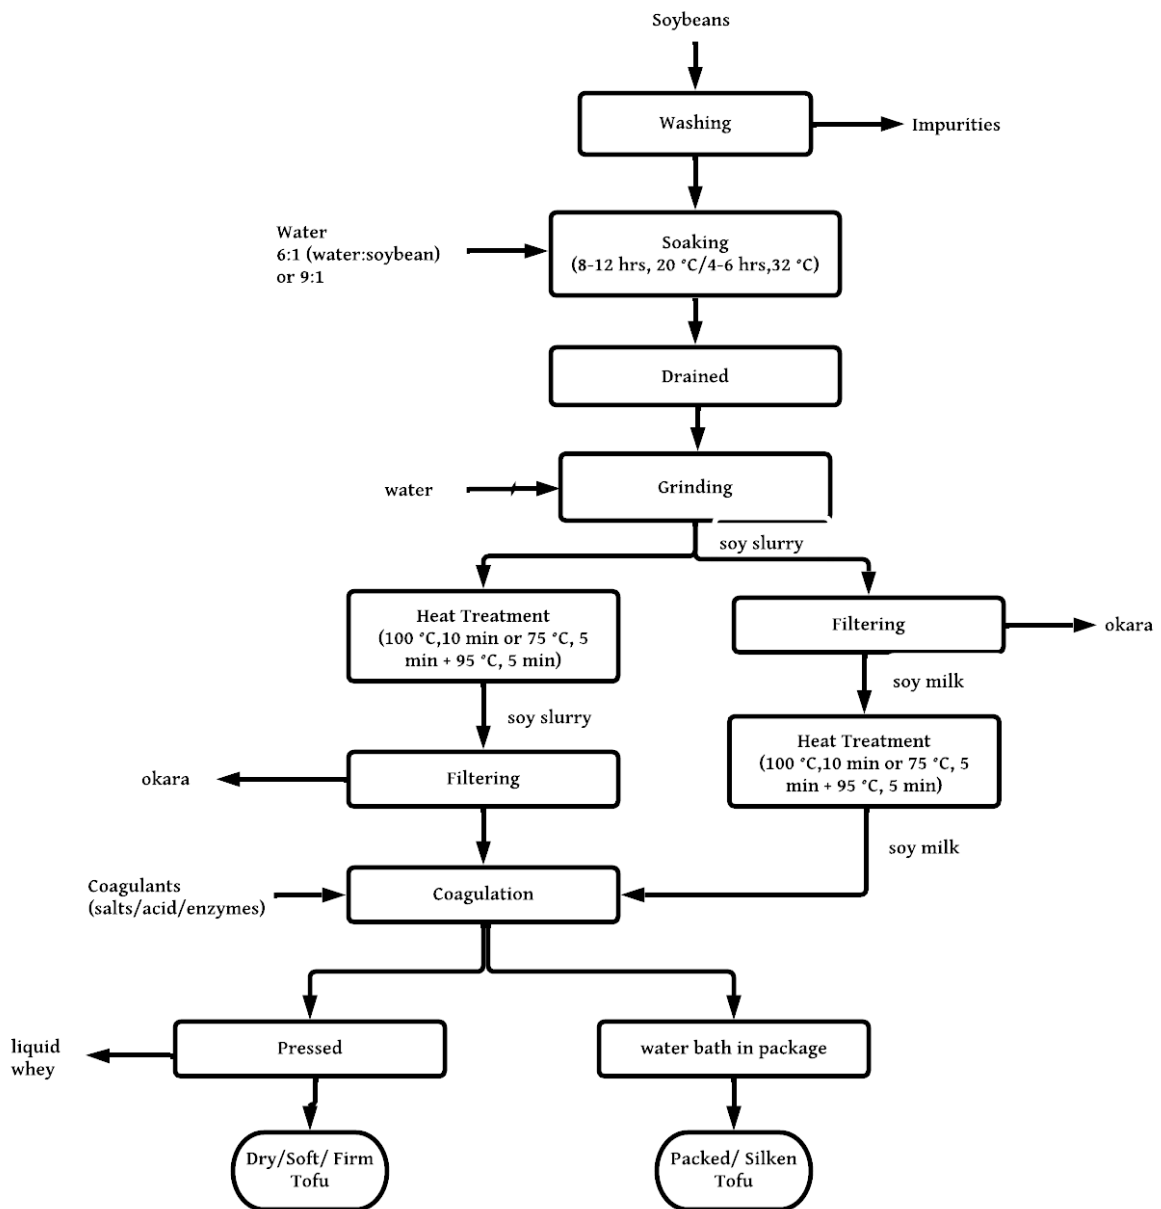 Soybeans
Washing
Impurities
Water
6:1 (water:soybean)
or 9:1
Soaking
(8-12 hrs, 20 °C/4-6 hrs,32 °C)
Drained
water
Grinding
soy slurry
Heat Treatment
(100 °C,10 min or 75 °C, 5
min + 95 °C, 5 min)
Filtering
okara
soy milk
soy slurry
Heat Treatment
(100 °C,10 min or 75 °C, 5
min + 95 °C, 5 min)
okara
Filtering
soy milk
Coagulants
(salts/acid/enzymes)
Coagulation
liquid
whey
Pressed
water bath in package
Dry/Soft/ Firm
Tofu
Packed/ Silken
Tofu